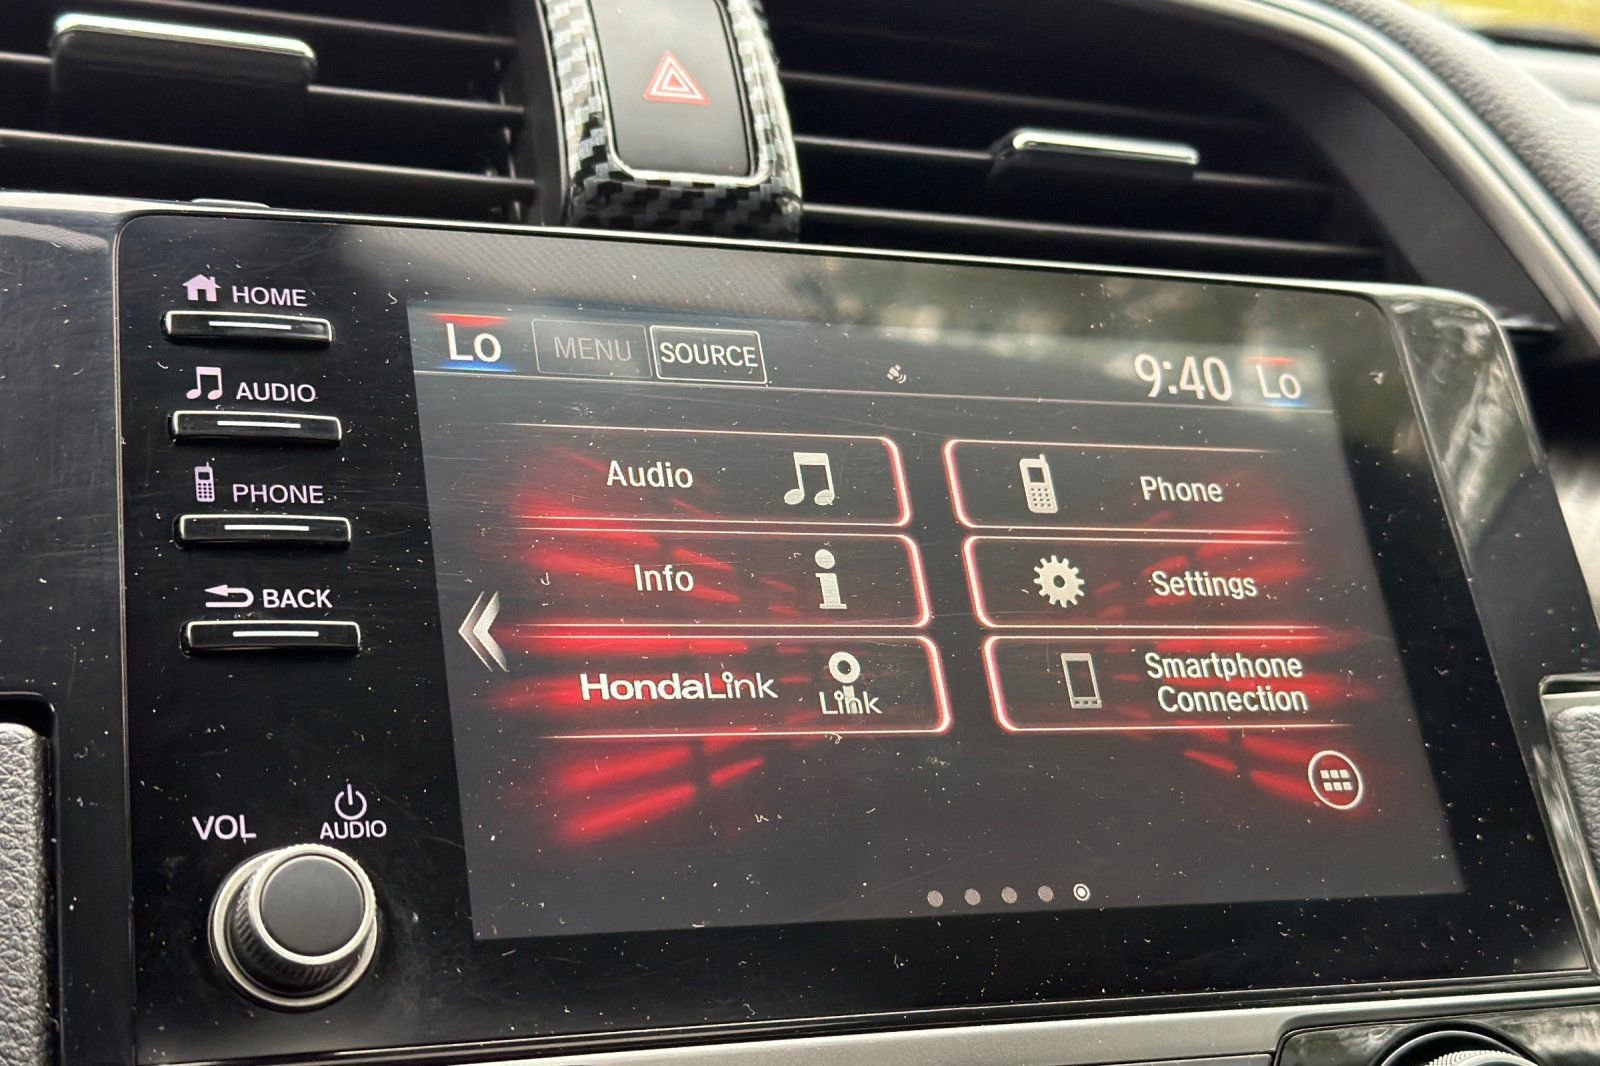 HOME
AUDIO
PHONE
BACK
VOL
AUDIO
Lo
MENU
SOURCE
9:40
Lo
Audio
Phone
Info
Settings
HondaLink
Link
Smartphone
Connection